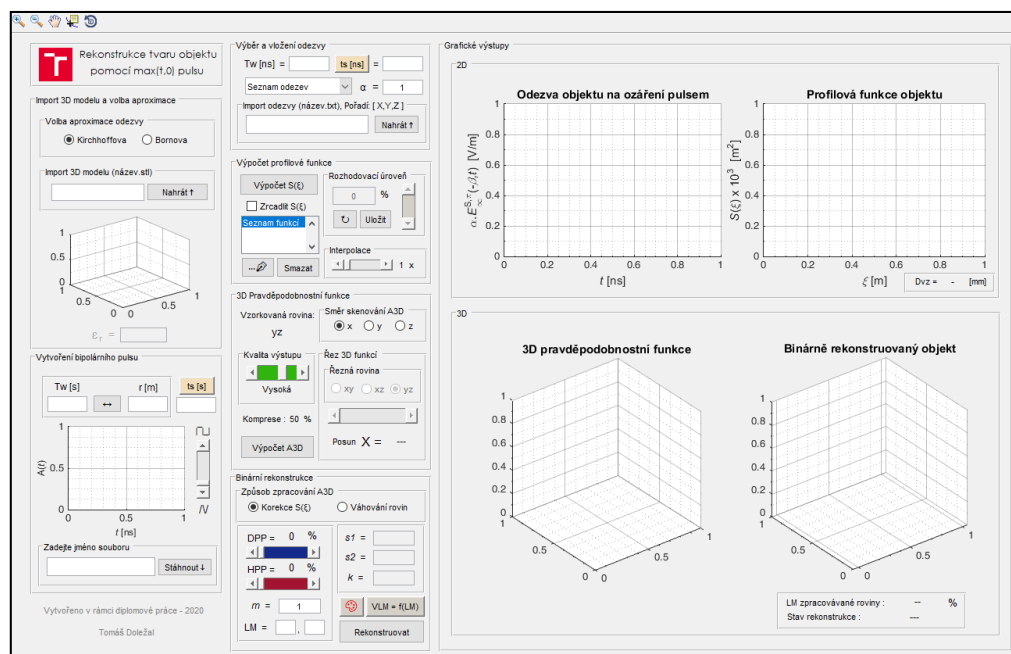 Rekonstrukce tvaru objektu
pomocí max(t,0) pulsu
Import 3D modelu a volba aproximace
Volba aproximace odezvy
Kirchhoffova Bornova
Import 3D modelu (název.stl)
Nahrát ↑
1
0.5
0
1
0.5
0 0
0.5
1
εr =
Vytvoření bipolárního pulsu
Tw [s] r [m] ts [s]
↔
A(t)
1
0.5
0
0 0.5 1
t [ns]
Zadejte jméno souboru
Stáhnout ↓
Vytvořeno v rámci diplomové práce - 2020
Tomáš Doležal
Výběr a vložení odezvy
Tw [ns] = ts [ns] =
Seznam odezev α = 1
Import odezvy (název.txt), Pořadí: [ X,Y,Z ]
Nahrát ↑
Výpočet profilové funkce
Výpočet S(ξ)
Zrcadlit S(ξ)
Seznam funkcí
... Smazat
Rozhodovací úroveň
0 %
↻ Uložit
Interpolace
1 x
3D Pravděpodobnostní funkce
Vzorkovaná rovina:
yz
Směr skenování A3D
x y z
Kvalita výstupu
Vysoká
Komprese : 50 %
Výpočet A3D
Řez 3D funkcí
Řezná rovina
xy xz yz
Posun X = ---
Binární rekonstrukce
Způsob zpracování A3D
Korekce S(ξ) Váhování rovin
DPP = 0 %
HPP = 0 %
m = 1
LM = ,
s1 =
s2 =
k =
VLM = f(LM)
Rekonstruovat
Grafické výstupy
2D
Odezva objektu na ozáření pulsem
α.E∞^S,τ(-β,t) [V/m]
1
0.8
0.6
0.4
0.2
0
0 0.2 0.4 0.6 0.8 1
t [ns]
Profilová funkce objektu
S(ξ) x 10³ [m²]
1
0.8
0.6
0.4
0.2
0
0 0.2 0.4 0.6 0.8 1
ξ [m]
Dvz = - [mm]
3D
3D pravděpodobnostní funkce
1
0.8
0.6
0.4
0.2
0
1
0.5
0 0
0.5
1
Binárně rekonstruovaný objekt
1
0.8
0.6
0.4
0.2
0
1
0.5
0 0
0.5
1
LM zpracovávané roviny : -- %
Stav rekonstrukce : ---